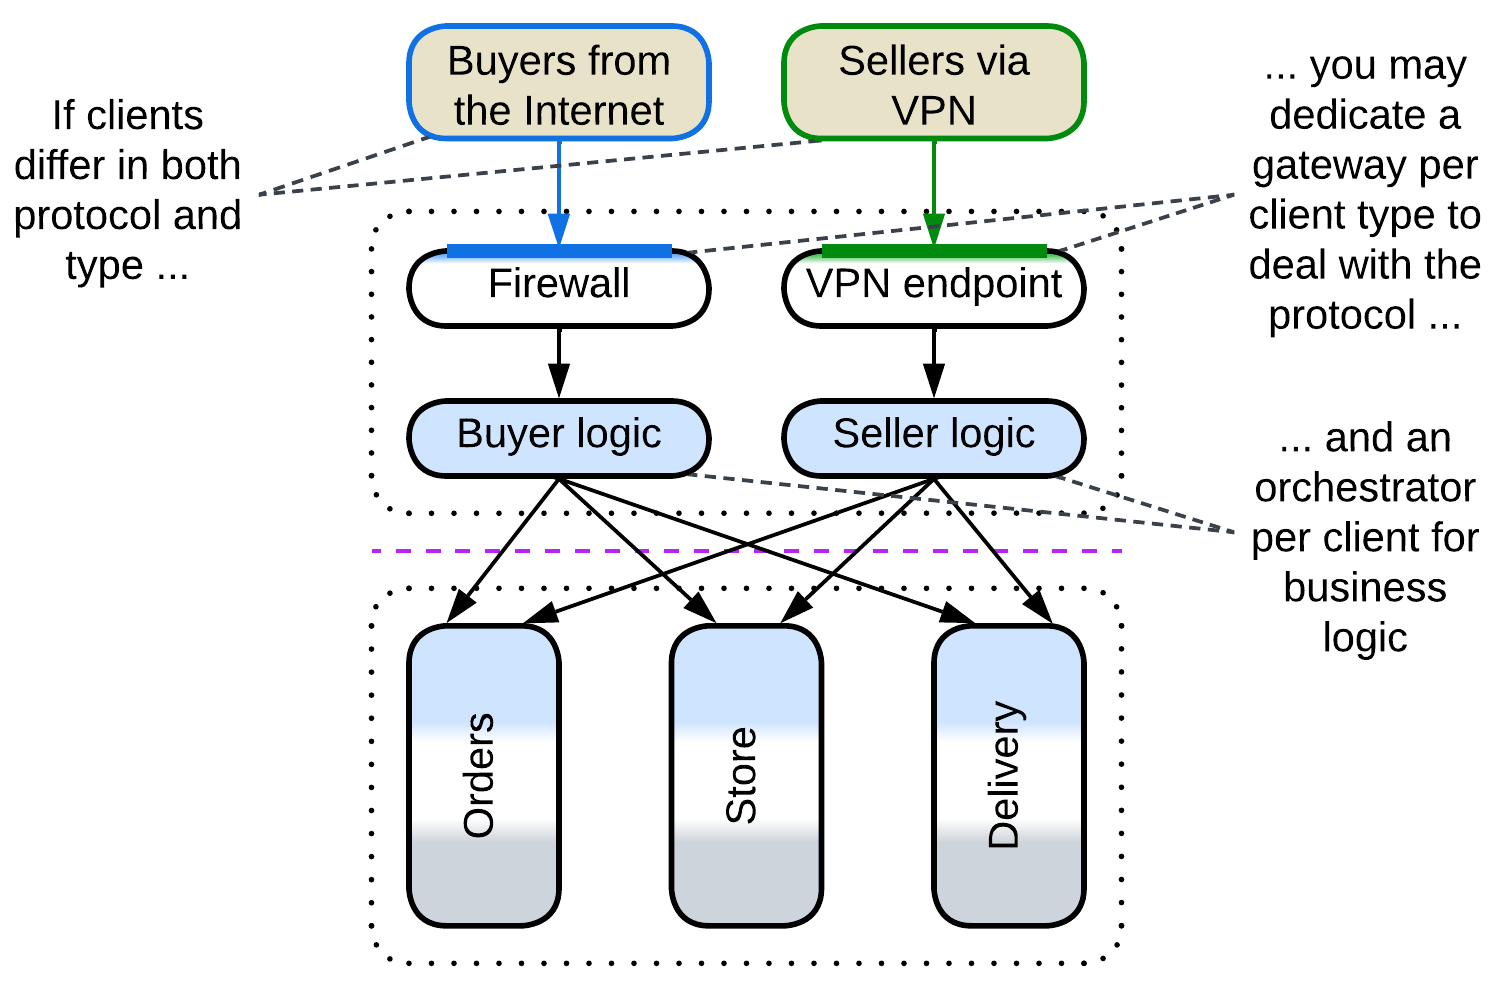 Buyers from
the Internet
Sellers via
VPN
If clients
differ in both
protocol and
type ...
... you may
dedicate a
gateway per
client type to
deal with the
protocol ...
Firewall
VPN endpoint
Buyer logic
Seller logic
... and an
orchestrator
per client for
business
logic
Orders
Store
Delivery